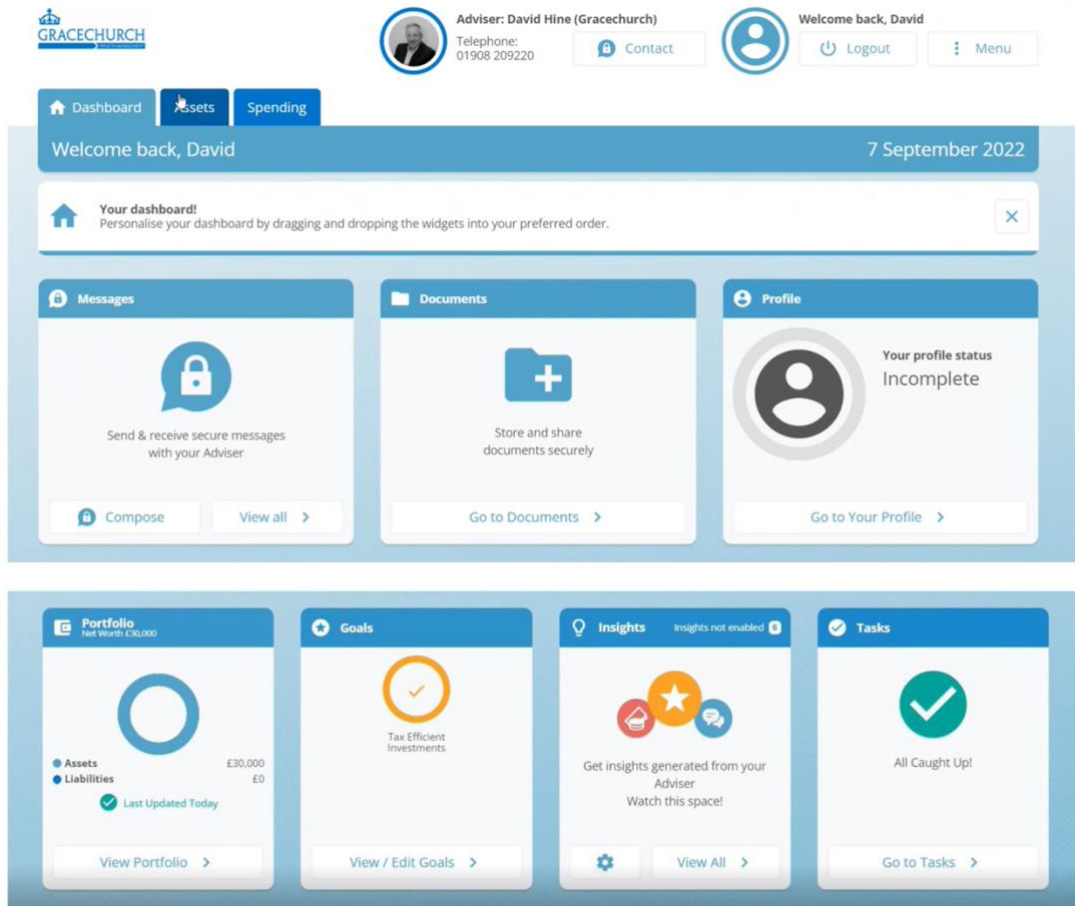 GRACECHURCH
WEALTH MANAGEMENT
Adviser: David Hine (Gracechurch)
Telephone:
01908 209220
Contact
Welcome back, David
Logout
Menu
Dashboard
Assets
Spending
Welcome back, David
7 September 2022
Your dashboard!
Personalise your dashboard by dragging and dropping the widgets into your preferred order.
Messages
Send & receive secure messages
with your Adviser
Compose
View all
Documents
Store and share
documents securely
Go to Documents
Profile
Your profile status
Incomplete
Go to Your Profile
Portfolio
Net Worth £30,000
Assets £30,000
Liabilities £0
Last Updated Today
View Portfolio
Goals
Tax Efficient
Investments
View / Edit Goals
Insights
Insights not enabled
Get insights generated from your
Adviser
Watch this space!
View All
Tasks
All Caught Up!
Go to Tasks